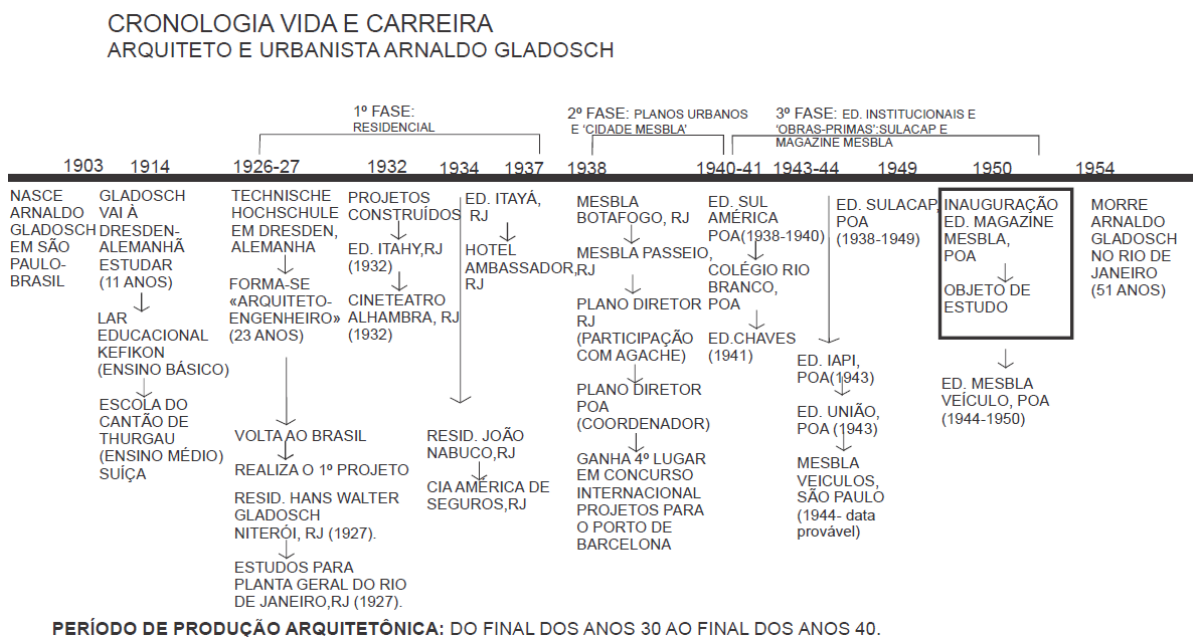 CRONOLOGIA VIDA E CARREIRA
ARQUITETO E URBANISTA ARNALDO GLADOSCH
1º FASE:
RESIDENCIAL
2º FASE: PLANOS URBANOS
E 'CIDADE MESBLA'
3º FASE: ED. INSTITUCIONAIS E
'OBRAS-PRIMAS':SULACAP E
MAGAZINE MESBLA
1903
1914
1926-27
1932
1934
1937
1938
1940-41
1943-44
1949
1950
1954
NASCE
ARNALDO
GLADOSCH
EM SÃO
PAULO-
BRASIL
GLADOSCH
VAI À
DRESDEN-
ALEMANHÃ
ESTUDAR
(11 ANOS)
LAR
EDUCACIONAL
KEFIKON
(ENSINO BÁSICO)
ESCOLA DO
CANTÃO DE
THURGAU
(ENSINO MÉDIO)
SUÍÇA
TECHNISCHE
HOCHSCHULE
EM DRESDEN,
ALEMANHA
FORMA-SE
«ARQUITETO-
ENGENHEIRO»
(23 ANOS)
VOLTA AO BRASIL
REALIZA O 1º PROJETO
RESID. HANS WALTER
GLADOSCH
NITERÓI, RJ (1927).
ESTUDOS PARA
PLANTA GERAL DO RIO
DE JANEIRO,RJ (1927).
PROJETOS
CONSTRUÍDOS
ED. ITAHY,RJ
(1932)
CINETEATRO
ALHAMBRA, RJ
(1932)
RESID. JOÃO
NABUCO,RJ
CIA AMÉRICA DE
SEGUROS,RJ
ED. ITAYÁ,
RJ
HOTEL
AMBASSADOR,
RJ
MESBLA
BOTAFOGO, RJ
MESBLA PASSEIO,
RJ
PLANO DIRETOR
RJ
(PARTICIPAÇÃO
COM AGACHE)
PLANO DIRETOR
POA
(COORDENADOR)
GANHA 4º LUGAR
EM CONCURSO
INTERNACIONAL
PROJETOS PARA
O PORTO DE
BARCELONA
ED. SUL
AMÉRICA
POA(1938-1940)
COLÉGIO RIO
BRANCO,
POA
ED.CHAVES
(1941)
ED. SULACAP,
POA
(1938-1949)
ED. IAPI,
POA(1943)
ED. UNIÃO,
POA (1943)
MESBLA
VEICULOS,
SÃO PAULO
(1944- data
provável)
INAUGURAÇÃO
ED. MAGAZINE
MESBLA,
POA
OBJETO DE
ESTUDO
ED. MESBLA
VEÍCULO, POA
(1944-1950)
MORRE
ARNALDO
GLADOSCH
NO RIO DE
JANEIRO
(51 ANOS)
PERÍODO DE PRODUÇÃO ARQUITETÔNICA: DO FINAL DOS ANOS 30 AO FINAL DOS ANOS 40.